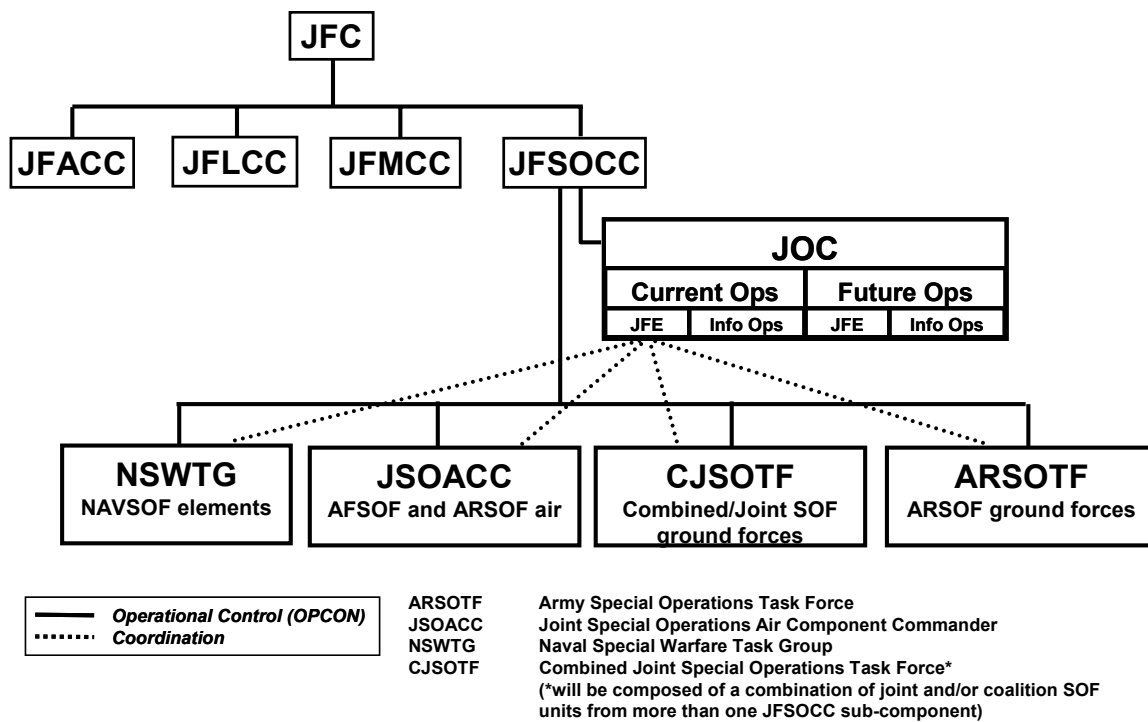 JFC
JFACC JFLCC JFMCC JFSOCC
JOC
Current Ops Future Ops
JFE Info Ops JFE Info Ops
NSWTG
NAVSOF elements
JSOACC
AFSOF and ARSOF air
CJSOTF
Combined/Joint SOF
ground forces
ARSOTF
ARSOF ground forces
Operational Control (OPCON)
Coordination
ARSOTF Army Special Operations Task Force
JSOACC Joint Special Operations Air Component Commander
NSWTG Naval Special Warfare Task Group
CJSOTF Combined Joint Special Operations Task Force*
(*will be composed of a combination of joint and/or coalition SOF
units from more than one JFSOCC sub-component)